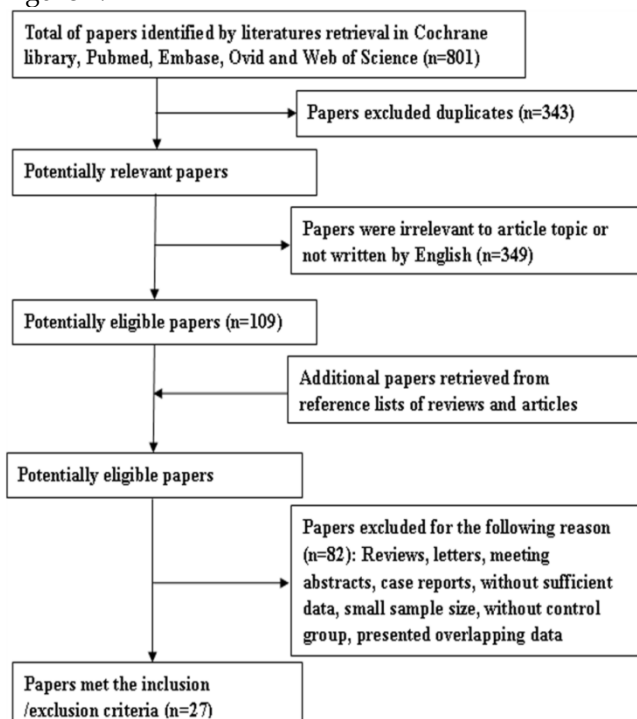 Total of papers identified by literatures retrieval in Cochrane
library, Pubmed, Embase, Ovid and Web of Science (n=801)
Papers excluded duplicates (n=343)
Potentially relevant papers
Papers were irrelevant to article topic or
not written by English (n=349)
Potentially eligible papers (n=109)
Additional papers retrieved from
reference lists of reviews and articles
Potentially eligible papers
Papers excluded for the following reason
(n=82): Reviews, letters, meeting
abstracts, case reports, without sufficient
data, small sample size, without control
group, presented overlapping data
Papers met the inclusion
/exclusion criteria (n=27)